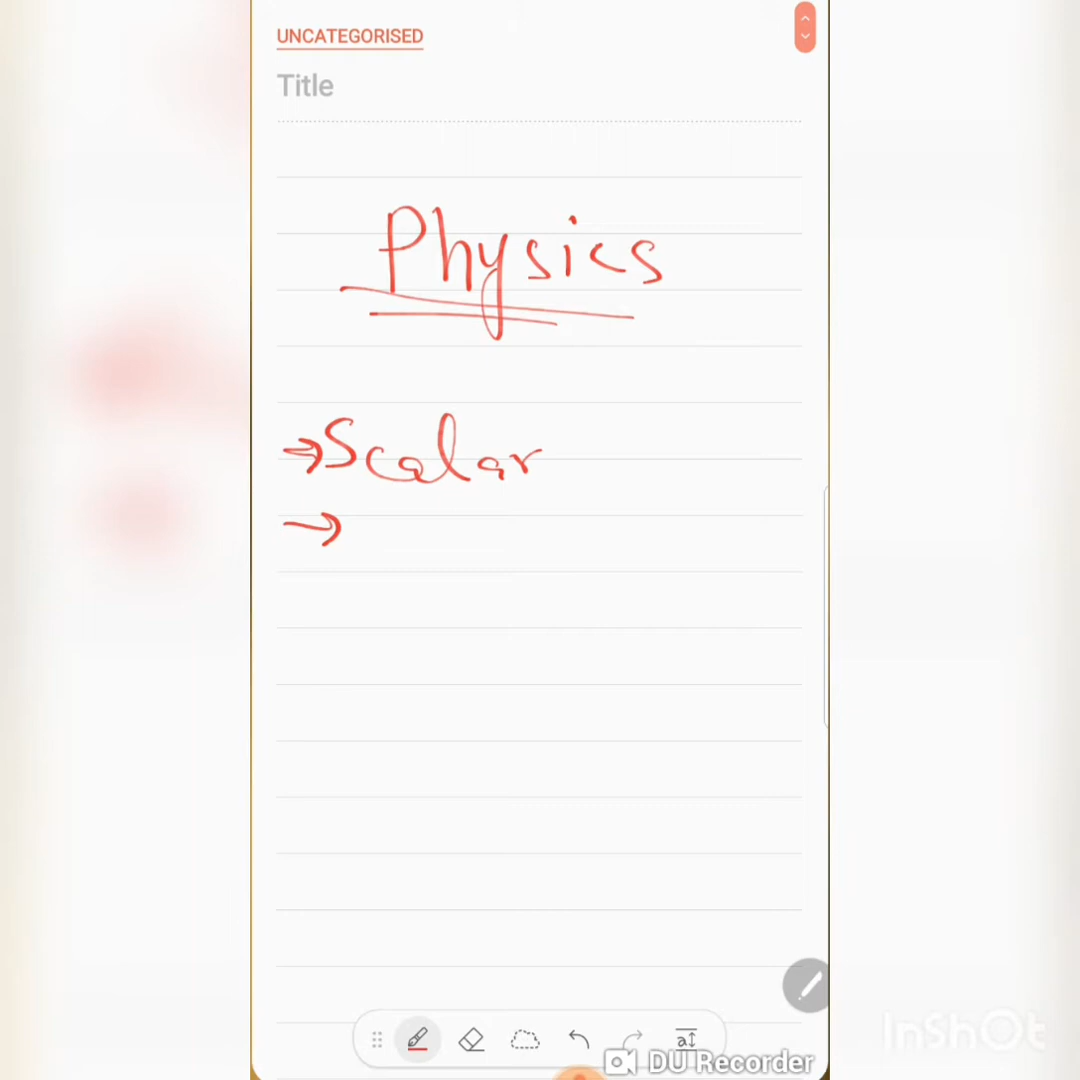 UNCATEGORISED
Title
Physics
→Scalar
→
DU Recorder
InShOt